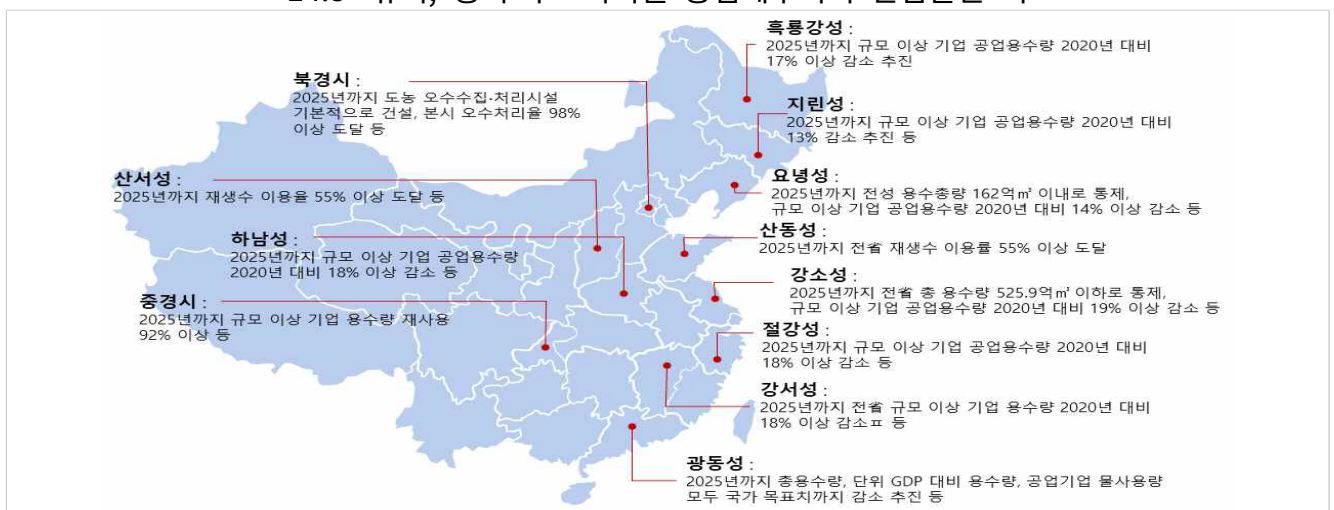 흑룡강성 :
2025년까지 규모 이상 기업 공업용수량 2020년 대비
17% 이상 감소 추진
북경시 :
2025년까지 도농 오수수집·처리시설
기본적으로 건설, 본시 오수처리율 98%
이상 도달 등
지린성 :
2025년까지 규모 이상 기업 공업용수량 2020년 대비
13% 감소 추진 등
산서성 :
2025년까지 재생수 이용율 55% 이상 도달 등
요녕성 :
2025년까지 전성 용수총량 162억㎥ 이내로 통제,
규모 이상 기업 공업용수량 2020년 대비 14% 이상 감소 등
산동성 :
2025년까지 전省 재생수 이용률 55% 이상 도달
하남성 :
2025년까지 규모 이상 기업 공업용수량
2020년 대비 18% 이상 감소 등
강소성 :
2025년까지 전省 총 용수량 525.9억㎥ 이하로 통제,
규모 이상 기업 공업용수량 2020년 대비 19% 이상 감소 등
중경시 :
2025년까지 규모 이상 기업 용수량 재사용
92% 이상 등
절강성 :
2025년까지 규모 이상 기업 공업용수량 2020년 대비
18% 이상 감소 등
강서성 :
2025년까지 전省 규모 이상 기업 용수량 2020년 대비
18% 이상 감소ㅍ 등
광동성 :
2025년까지 총용수량, 단위 GDP 대비 용수량, 공업기업 물사용량
모두 국가 목표치까지 감소 추진 등